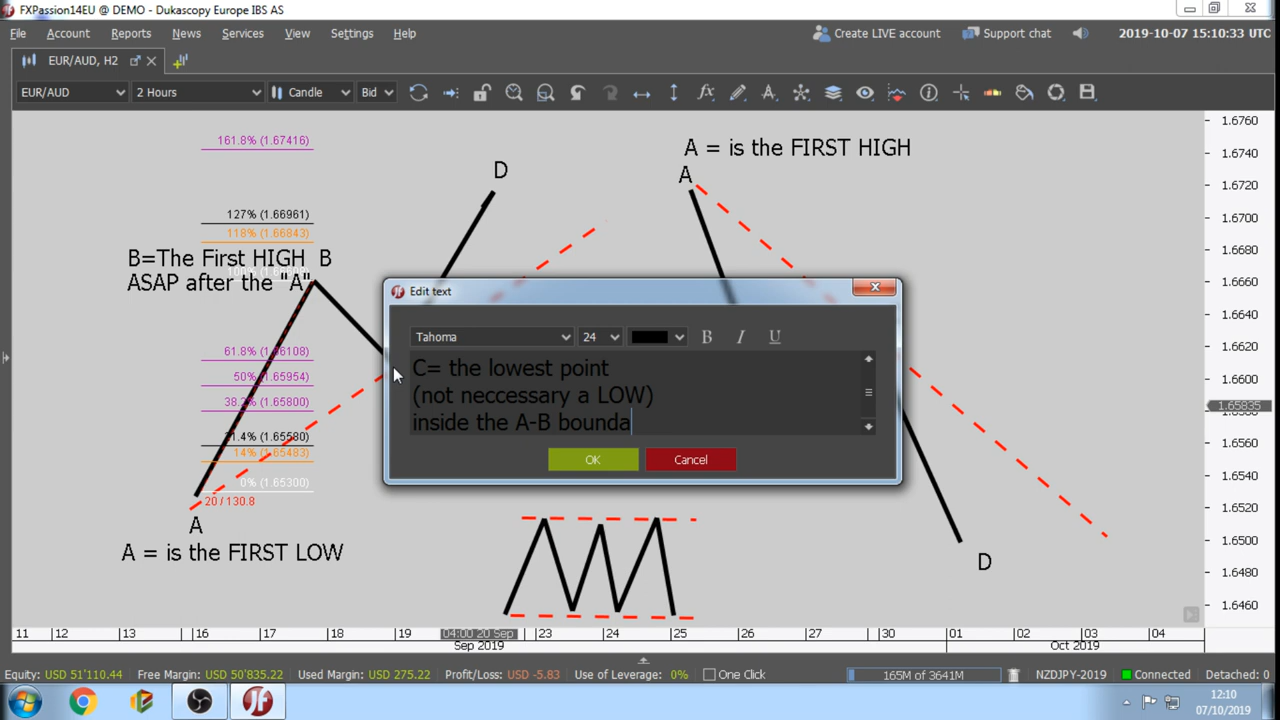 FXPassion14EU @ DEMO - Dukascopy Europe IBS AS
File Account Reports News Services View Settings Help
Create LIVE account Support chat 2019-10-07 15:10:33 UTC
EUR/AUD, H2
EUR/AUD 2 Hours Candle Bid
161.8% (1.67416)
127% (1.66961)
118% (1.66843)
B=The First HIGH B
ASAP after the "A"
61.8% (1.66108)
50% (1.65954)
38.2% (1.65800)
(1.65580)
14% (1.65483)
0% (1.65300)
20 / 130.8
A
A = is the FIRST LOW
D
A = is the FIRST HIGH
A
D
Edit text
Tahoma 24 B I U
C= the lowest point
(not neccessary a LOW)
inside the A-B bounda
OK Cancel
1.6760
1.6740
1.6720
1.6700
1.6680
1.6660
1.6640
1.6620
1.6600
1.65835
1.6560
1.6540
1.6520
1.6500
1.6480
1.6460
11 12 13 16 17 18 19 04:00 20 Sep 23 24 25 26 27 30 01 02 03 04
Sep 2019 Oct 2019
Equity: USD 51'110.44 Free Margin: USD 50'835.22 Used Margin: USD 275.22 Profit/Loss: USD -5.83 Use of Leverage: 0% One Click 165M of 3641M NZDJPY-2019 Connected Detached: 0
12:10
07/10/2019